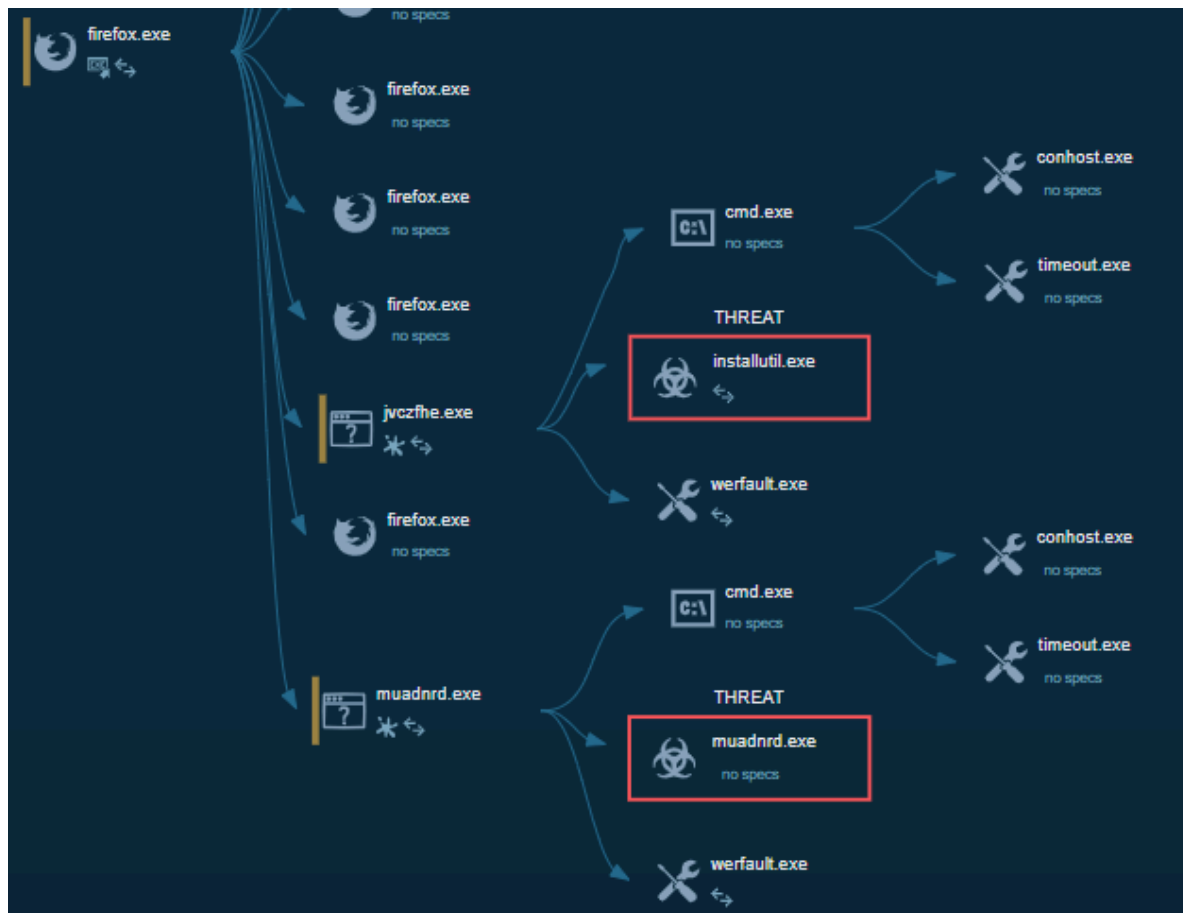 no specs
firefox.exe
firefox.exe
no specs
firefox.exe
no specs
firefox.exe
no specs
jvczfhe.exe
firefox.exe
no specs
muadnrd.exe
cmd.exe
no specs
C:\
THREAT
installutil.exe
werfault.exe
cmd.exe
no specs
C:\
THREAT
muadnrd.exe
no specs
werfault.exe
conhost.exe
no specs
timeout.exe
no specs
conhost.exe
no specs
timeout.exe
no specs